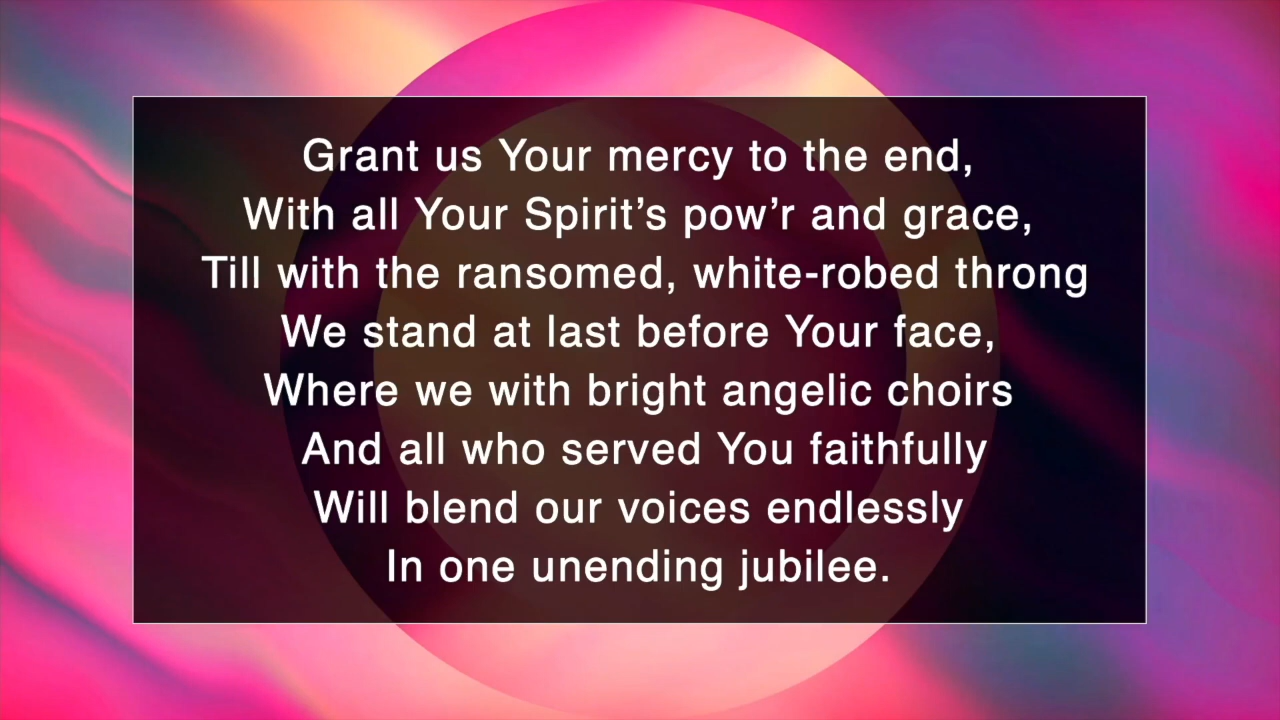 Grant us Your mercy to the end,
With all Your Spirit’s pow’r and grace,
Till with the ransomed, white-robed throng
We stand at last before Your face,
Where we with bright angelic choirs
And all who served You faithfully
Will blend our voices endlessly
In one unending jubilee.